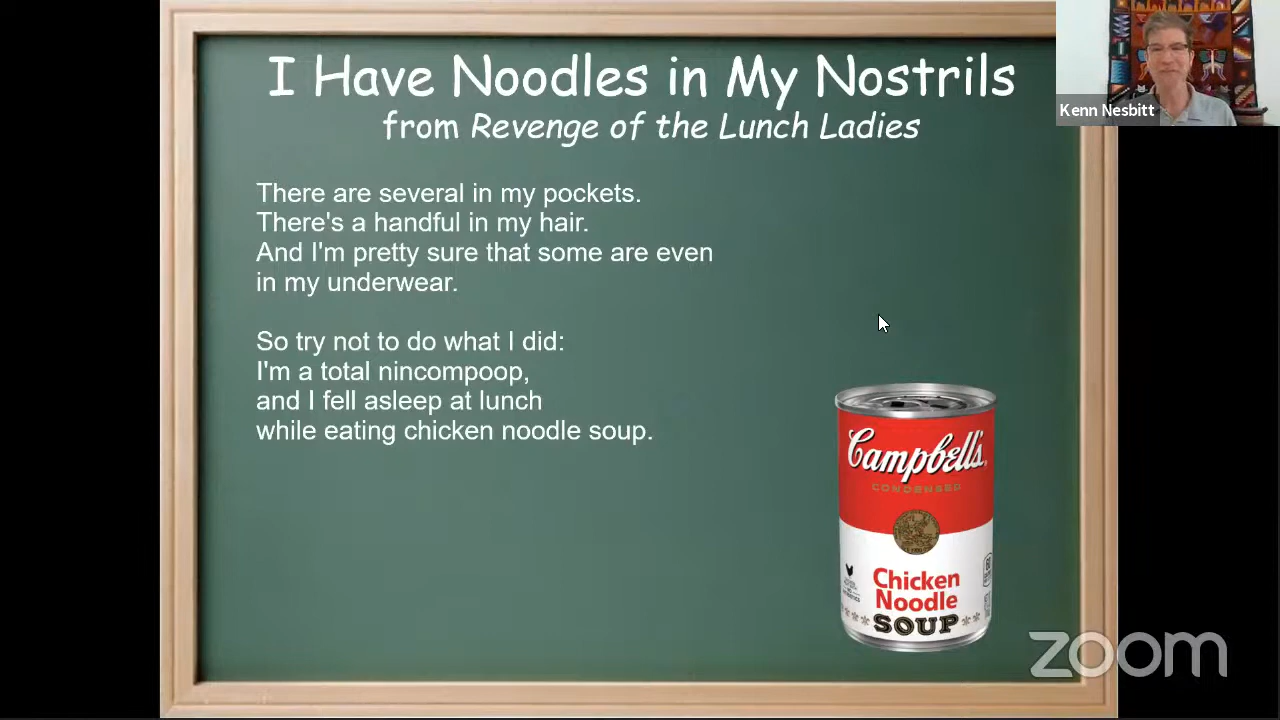 I Have Noodles in My Nostrils
from Revenge of the Lunch Ladies
Kenn Nesbitt
There are several in my pockets.
There's a handful in my hair.
And I'm pretty sure that some are even
in my underwear.
So try not to do what I did:
I'm a total nincompoop,
and I fell asleep at lunch
while eating chicken noodle soup.
Campbell's
CONDENSED
Chicken
Noodle
SOUP
zoom